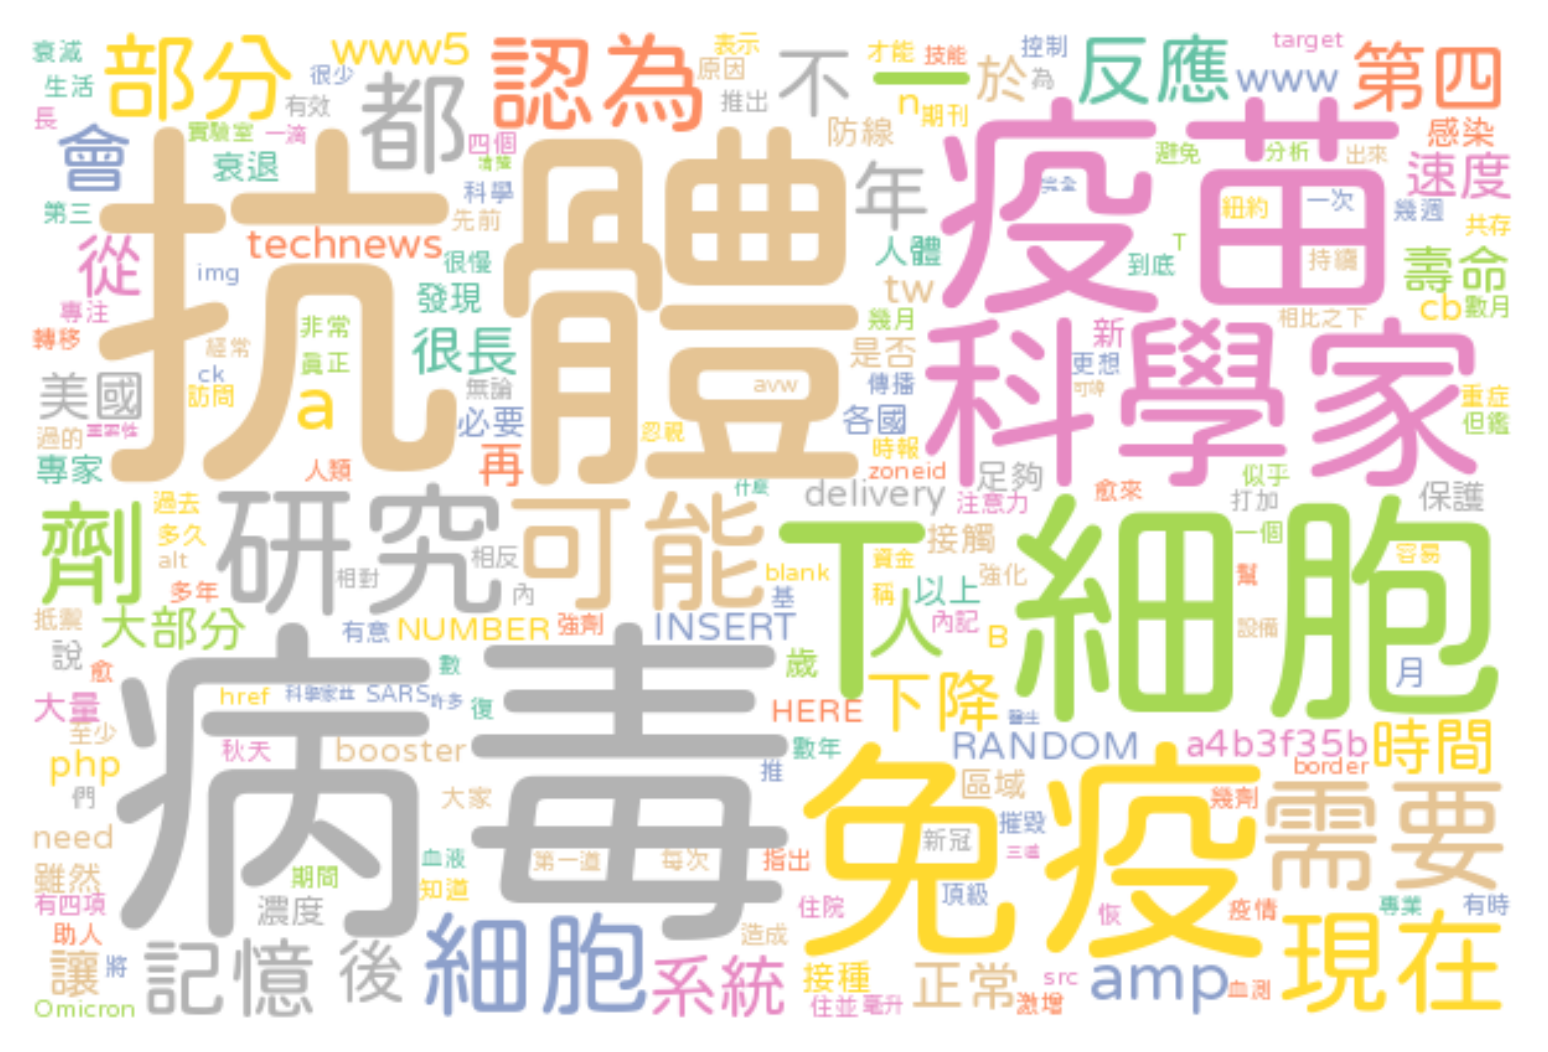 衰減 部分 www5 認為 表示 不 才能 技能 控制 反應 target 第四
生活 很少 有效 都 原因 推出 一 於 為 www
長 會 實驗室 一滴 四個 防線 n 期刊 疫苗 避免 分析 出來 感染
衰退 抗體 科學 年 速度
第三 先前 紐約 一次 幾週 共存
從 technews 很慢 人體 T 到底 持續 壽命
img 發現 tw cb 數月
專注 非常 幾月 相比之下
轉移 經常 很長 是否 新 科學家
美國 ck 真正 無論 avw 傳播 更想
訪問 a 必要 各國 重症
過的 忽視 時報 但鑑
專家 人類 再 zoneid 足夠 似乎
劑 過去 研究 可能 什麼 delivery 注意力 愈來 打加 保護
多久 T細胞 接觸 一個 容易
alt 相對 相反 blank 資金 強化 幫
多年 內 基 稱 以上
抵禦 大部分 有意 NUMBER 強劑 INSERT 人 內記 B 設備
說 愈 病毒 數 歲 月
大量 href SARS 許多 復 HERE 下降 醫生
至少 秋天 booster 數年 RANDOM a4b3f35b 時間
php 推 免疫 border
們 大家 區域 幾劑 需要
need 摧毀
雖然 血液 第一道 每次 指出 新冠 三道
有四項 期間 知道 住院 頂級 恢 疫情 專業 有時
助人 濃度 細胞 造成 現在
讓 將 記憶 後 系統 接種 正常 src amp 血測
Omicron 住並 毫升 激增